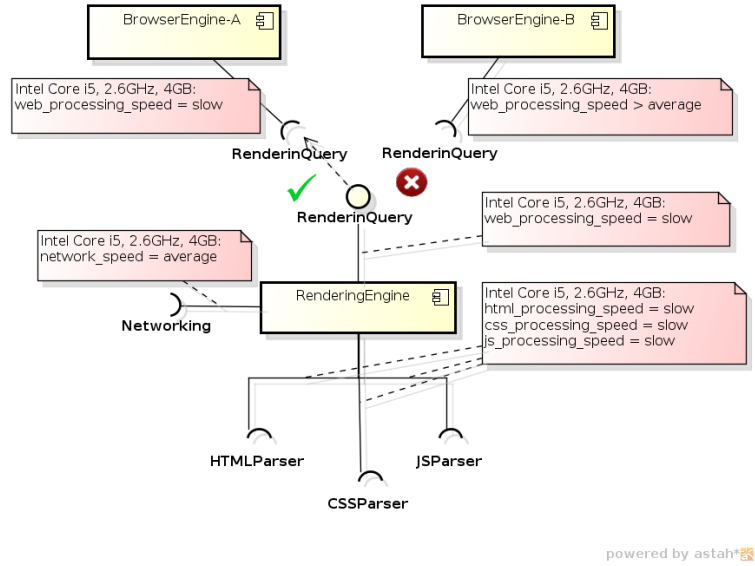 BrowserEngine-A
BrowserEngine-B
Intel Core i5, 2.6GHz, 4GB:
web_processing_speed = slow
Intel Core i5, 2.6GHz, 4GB:
web_processing_speed > average
RenderinQuery
RenderinQuery
RenderinQuery
Intel Core i5, 2.6GHz, 4GB:
web_processing_speed = slow
Intel Core i5, 2.6GHz, 4GB:
network_speed = average
RenderingEngine
Networking
Intel Core i5, 2.6GHz, 4GB:
html_processing_speed = slow
css_processing_speed = slow
js_processing_speed = slow
HTMLParser
JSParser
CSSParser
powered by astah*